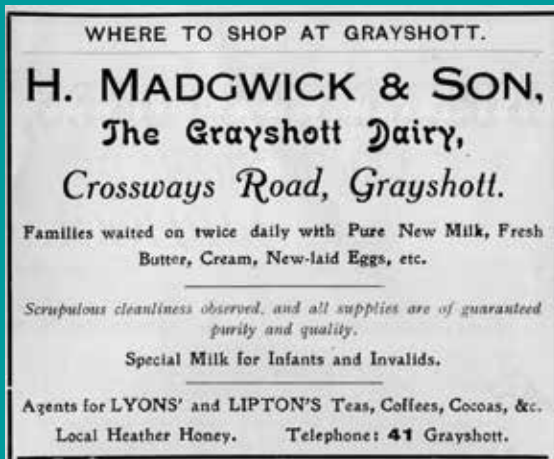 WHERE TO SHOP AT GRAYSHOTT.
H. MADGWICK & SON,
The Grayshott Dairy,
Crossways Road, Grayshott.
Families waited on twice daily with Pure New Milk, Fresh
Butter, Cream, New-laid Eggs, etc.
Scrupulous cleanliness observed, and all supplies are of guaranteed
purity and quality.
Special Milk for Infants and Invalids.
Agents for LYONS' and LIPTON'S Teas, Coffees, Cocoas, &c.
Local Heather Honey. Telephone: 41 Grayshott.